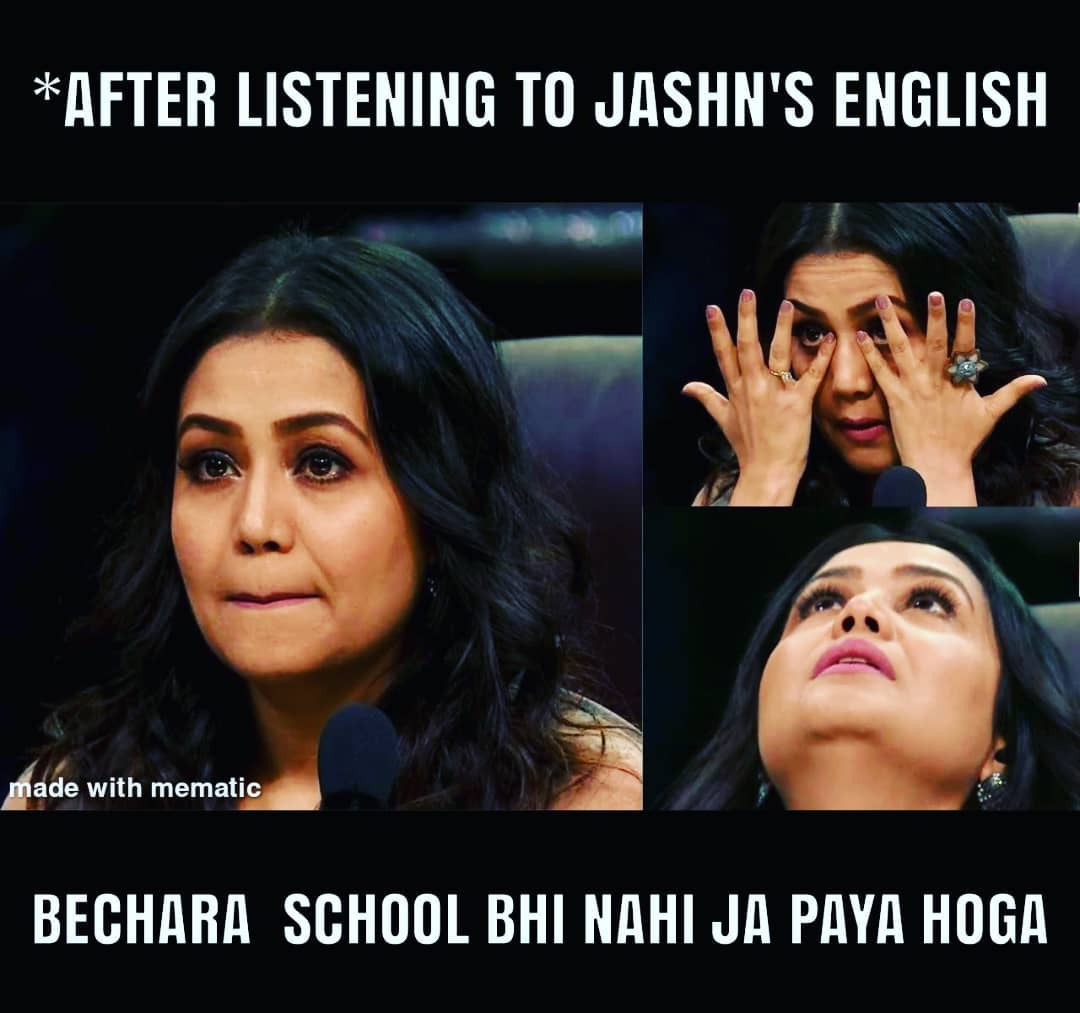 *AFTER LISTENING TO JASHN'S ENGLISH
made with mematic
BECHARA SCHOOL BHI NAHI JA PAYA HOGA